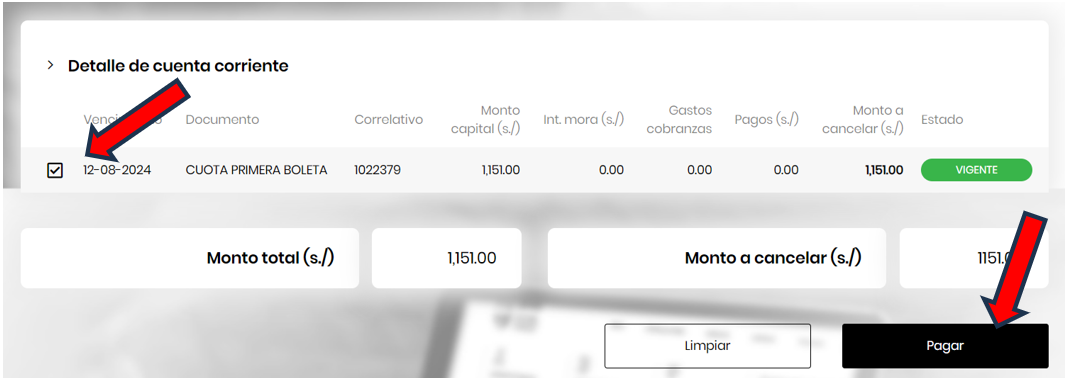 Detalle de cuenta corriente
Documento Correlativo Monto capital (s./) Int. mora (s./) Gastos cobranzas Pagos (s./) Monto a cancelar (s./) Estado
12-08-2024 CUOTA PRIMERA BOLETA 1022379 1,151.00 0.00 0.00 0.00 1,151.00 VIGENTE
Monto total (s./) 1,151.00 Monto a cancelar (s./)
Limpiar Pagar